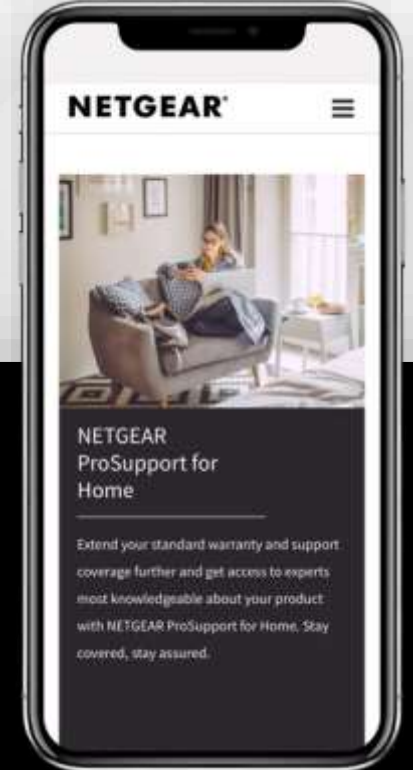 NETGEAR®
NETGEAR
ProSupport for
Home
Extend your standard warranty and support
coverage further and get access to experts
most knowledgeable about your product
with NETGEAR ProSupport for Home. Stay
covered, stay assured.